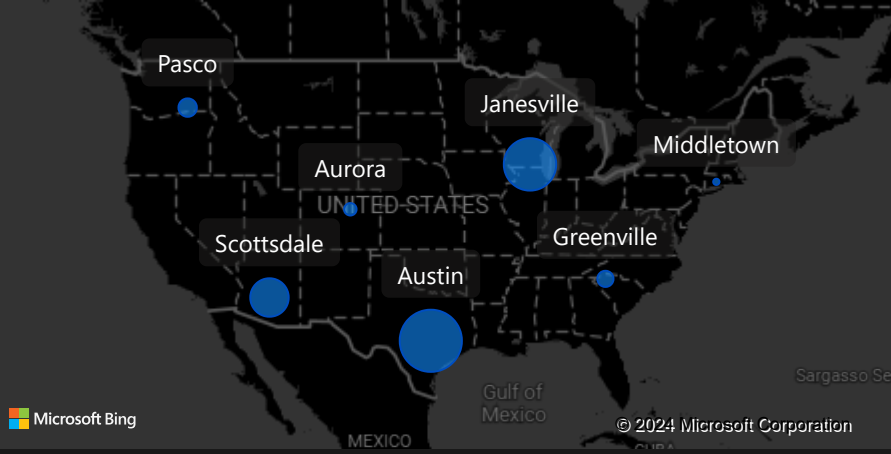 Pasco
Janesville
Middletown
Aurora
UNITED STATES
Scottsdale
Greenville
Austin
Sargasso Se
Gulf of
Mexico
Microsoft Bing
© 2024 Microsoft Corporation
MEXICO
CUBA